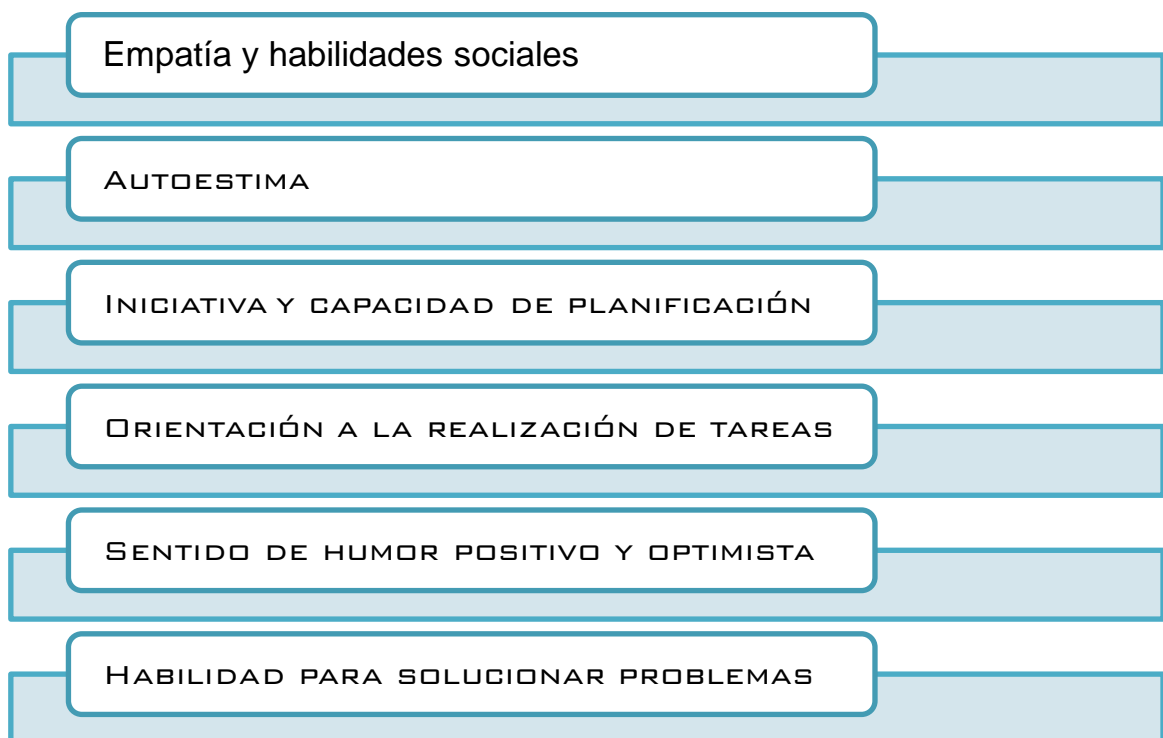 Empatía y habilidades sociales
Autoestima
Iniciativa y capacidad de planificación
Orientación a la realización de tareas
Sentido de humor positivo y optimista
Habilidad para solucionar problemas